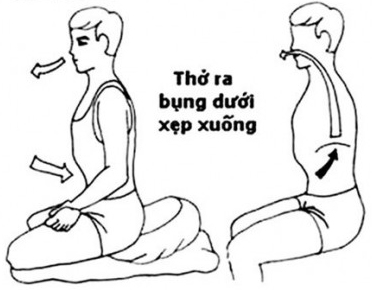 Thở ra
bụng dưới
xẹp xuống